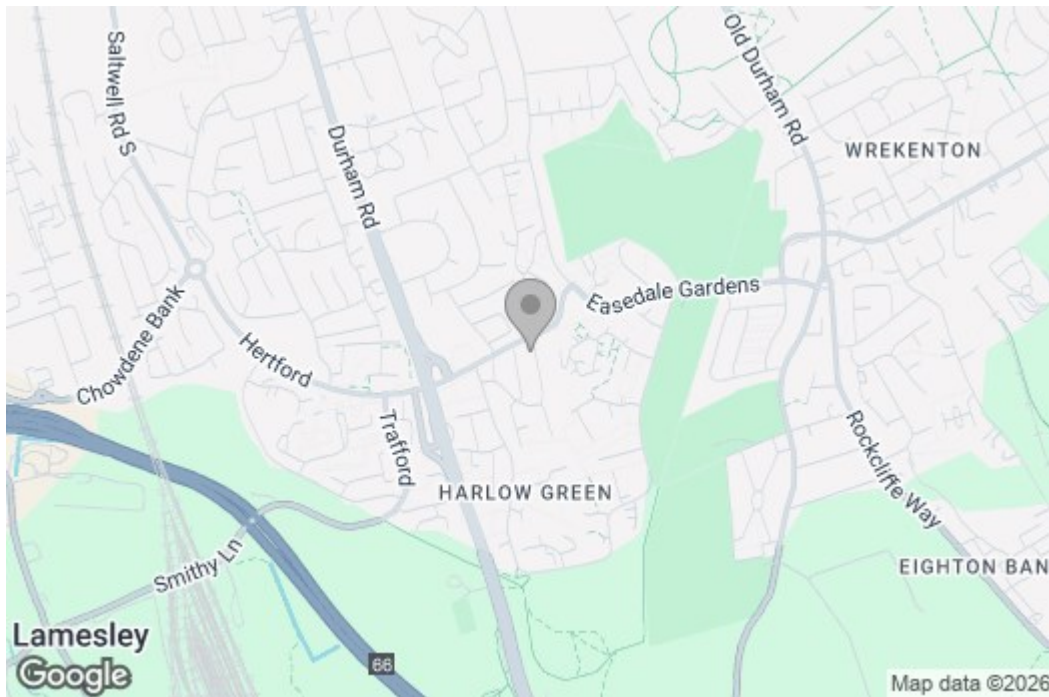 Saltwell Rd S
Durham Rd
Old Durham Rd
WREKENTON
Easedale Gardens
Chowdene Bank
Hertford
Trafford
HARLOW GREEN
Rockcliffe Way
Smithy Ln
EIGHTON BAN
Lamesley
66
Google
Map data ©2026